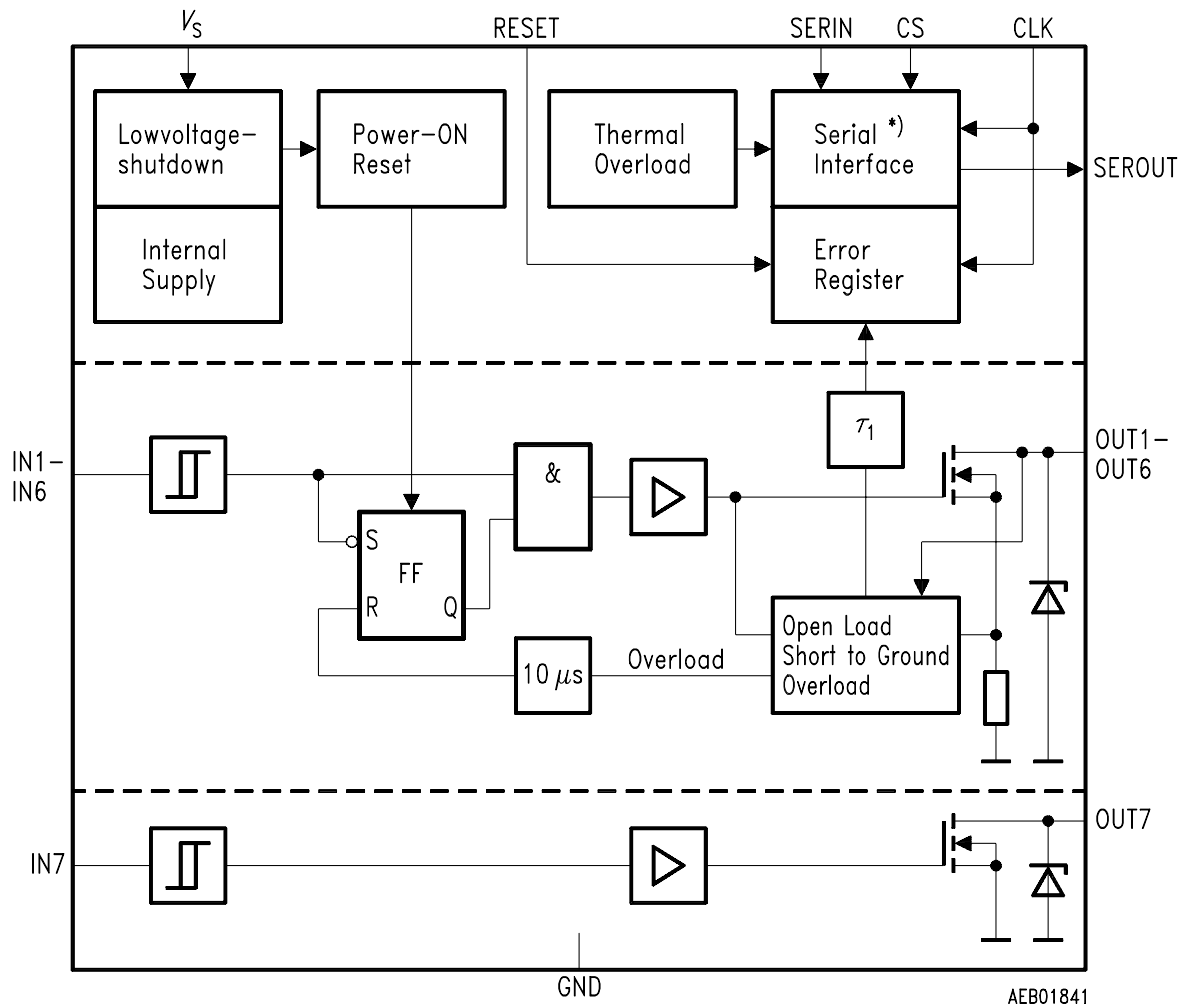 VS
RESET
SERIN
CS
CLK
Lowvoltage-
shutdown
Power-ON
Reset
Thermal
Overload
Serial *)
Interface
SEROUT
Internal
Supply
Error
Register
τ1
IN1-
IN6
&
OUT1-
OUT6
S
FF
R
Q
10 μs
Overload
Open Load
Short to Ground
Overload
IN7
OUT7
GND
AEB01841